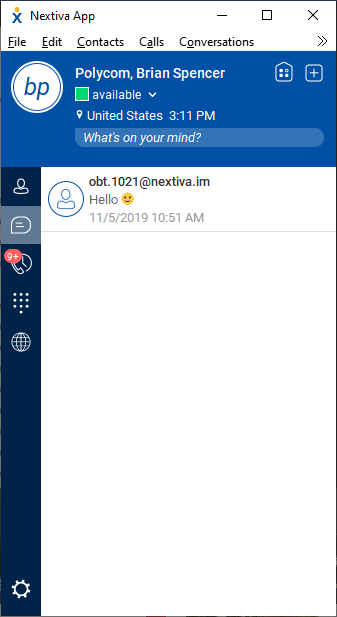 Nextiva App
File Edit Contacts Calls Conversations
bp
Polycom, Brian Spencer
available
United States 3:11 PM
What's on your mind?
obt.1021@nextiva.im
Hello 🙂
11/5/2019 10:51 AM
9+